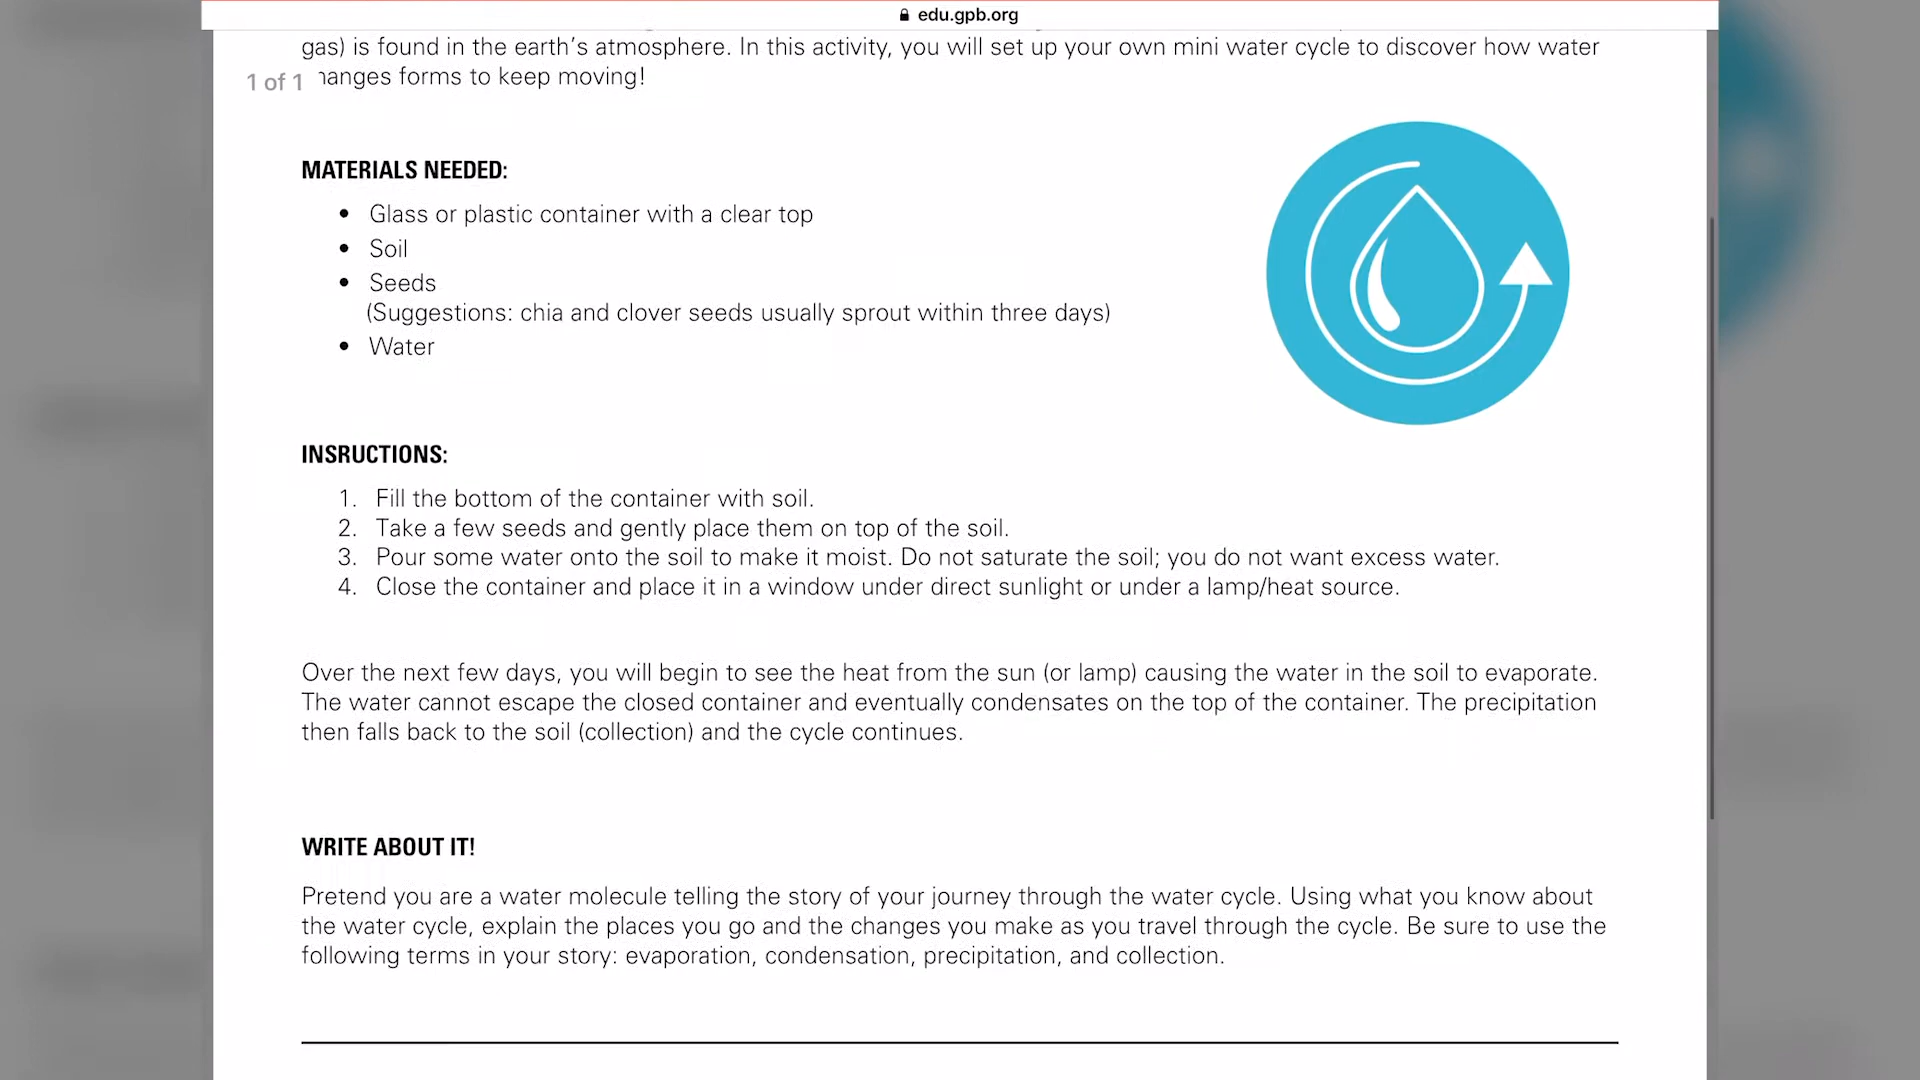 edu.gpb.org
gas) is found in the earth's atmosphere. In this activity, you will set up your own mini water cycle to discover how water
1 of 1
hanges forms to keep moving!
MATERIALS NEEDED:
• Glass or plastic container with a clear top
• Soil
• Seeds
(Suggestions: chia and clover seeds usually sprout within three days)
• Water
INSRUCTIONS:
1. Fill the bottom of the container with soil.
2. Take a few seeds and gently place them on top of the soil.
3. Pour some water onto the soil to make it moist. Do not saturate the soil; you do not want excess water.
4. Close the container and place it in a window under direct sunlight or under a lamp/heat source.
Over the next few days, you will begin to see the heat from the sun (or lamp) causing the water in the soil to evaporate.
The water cannot escape the closed container and eventually condensates on the top of the container. The precipitation
then falls back to the soil (collection) and the cycle continues.
WRITE ABOUT IT!
Pretend you are a water molecule telling the story of your journey through the water cycle. Using what you know about
the water cycle, explain the places you go and the changes you make as you travel through the cycle. Be sure to use the
following terms in your story: evaporation, condensation, precipitation, and collection.